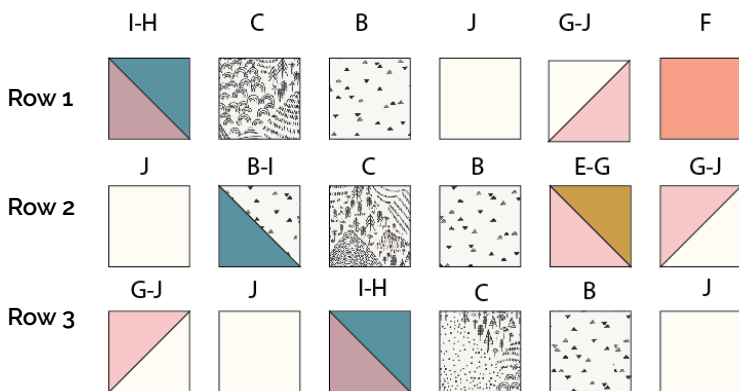 I-H C B J G-J F
Row 1
J B-I C B E-G G-J
Row 2
G-J J I-H C B J
Row 3